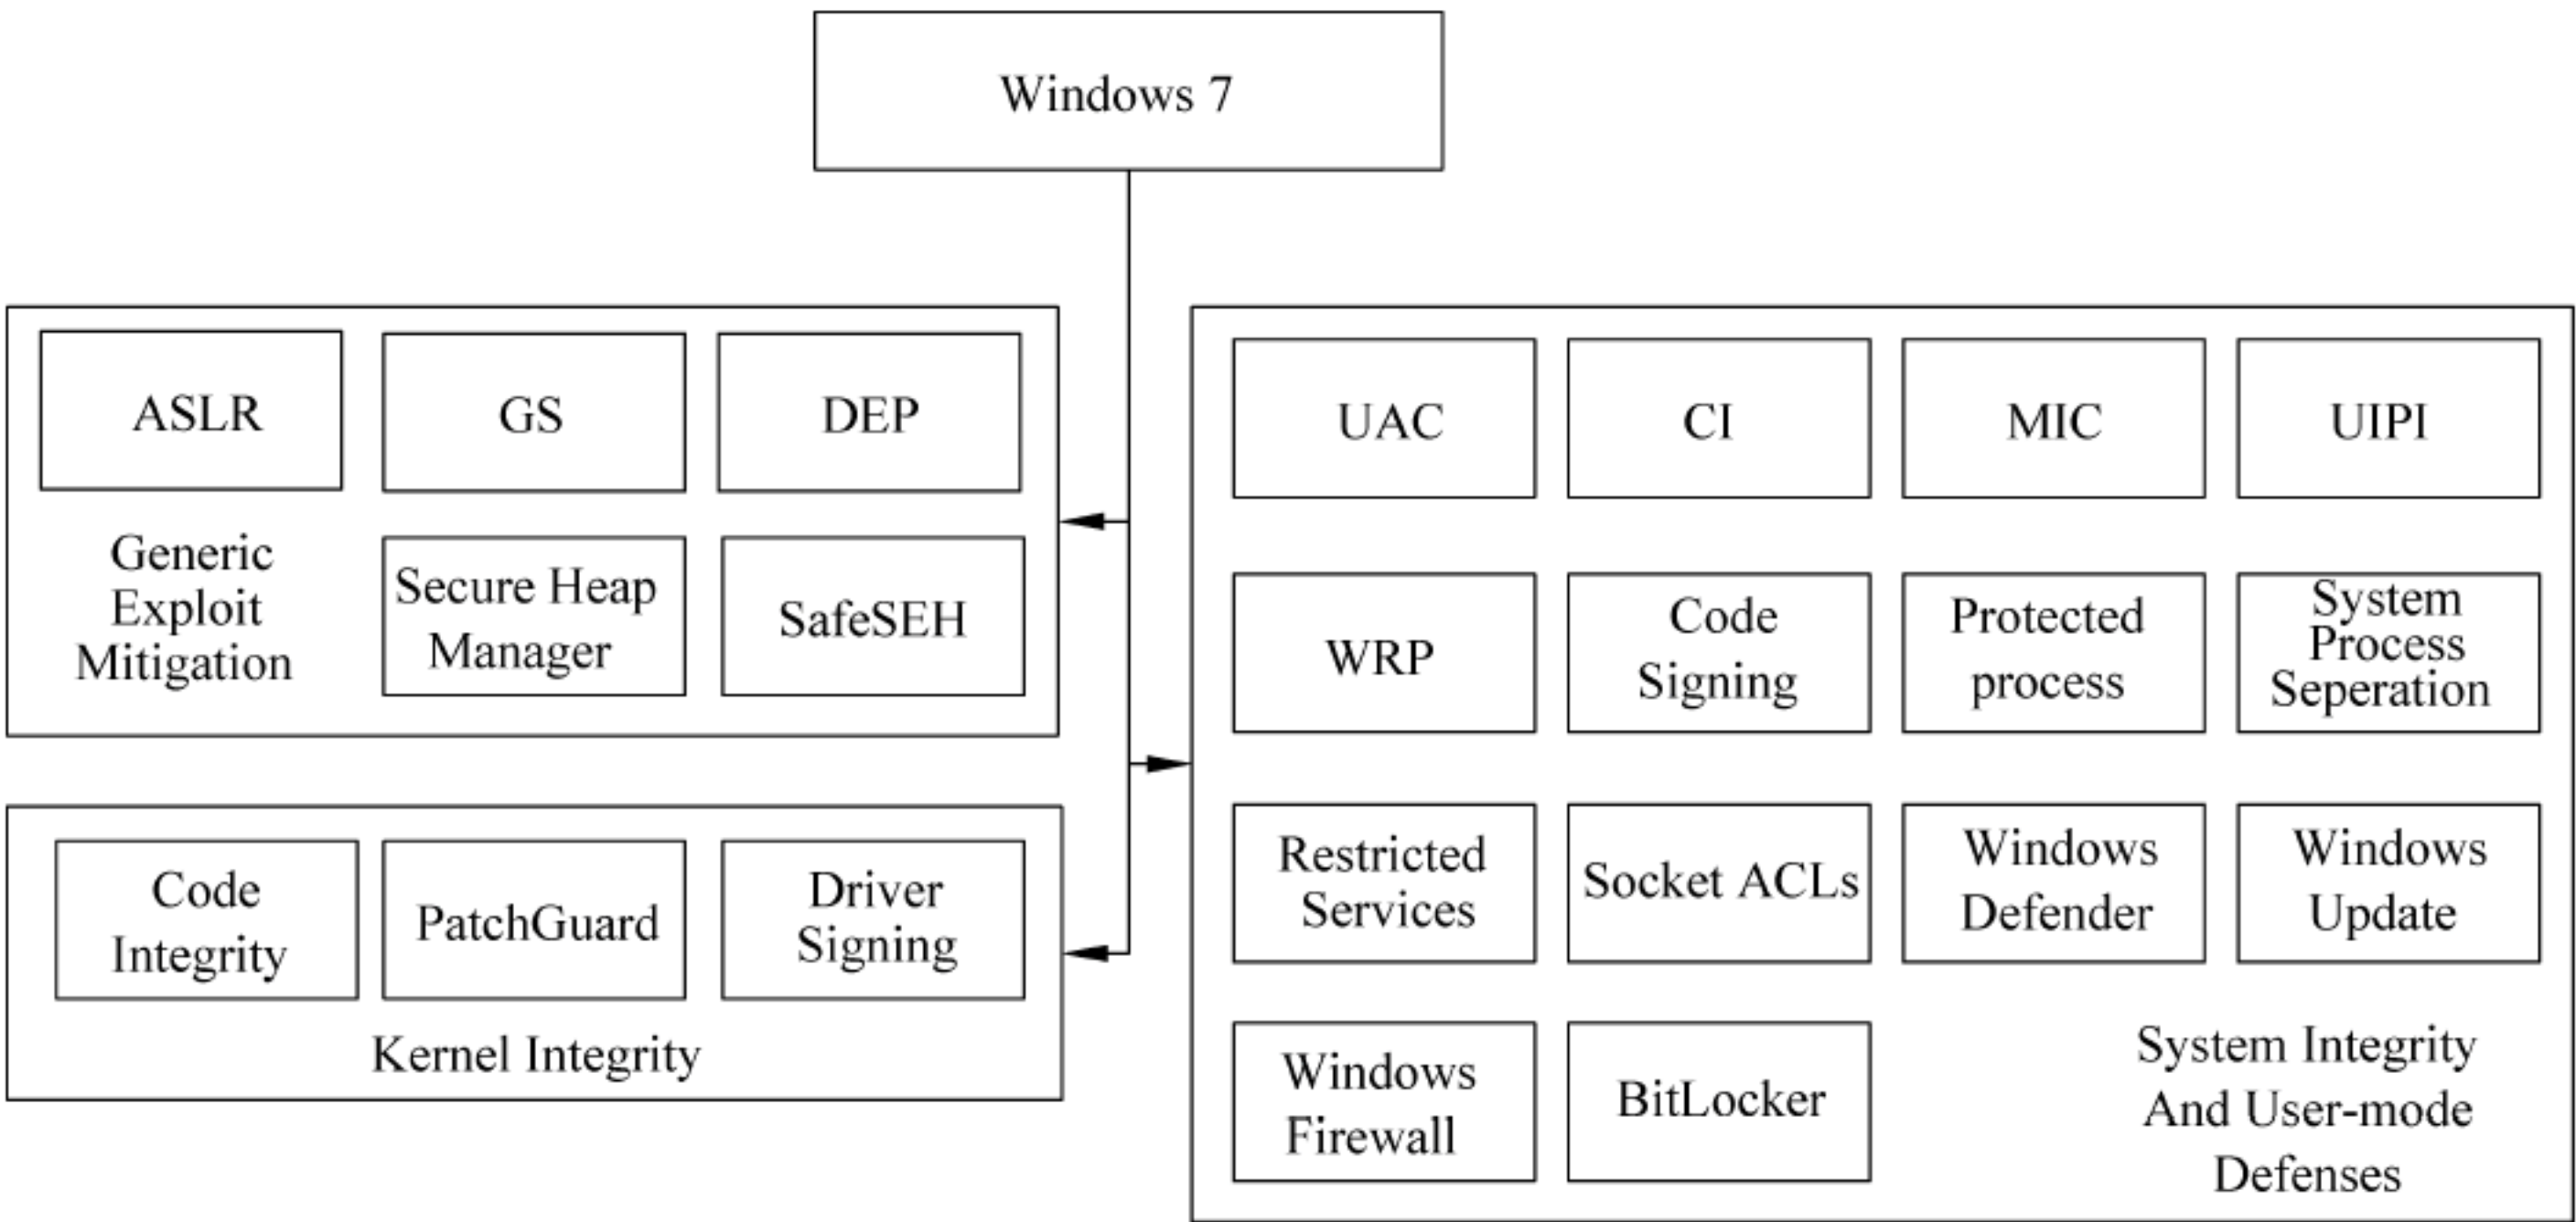 Windows 7
ASLR
GS
DEP
Generic
Exploit
Mitigation
Secure Heap
Manager
SafeSEH
Code
Integrity
PatchGuard
Driver
Signing
Kernel Integrity
UAC
CI
MIC
UIPI
WRP
Code
Signing
Protected
process
System
Process
Seperation
Restricted
Services
Socket ACLs
Windows
Defender
Windows
Update
Windows
Firewall
BitLocker
System Integrity
And User-mode
Defenses